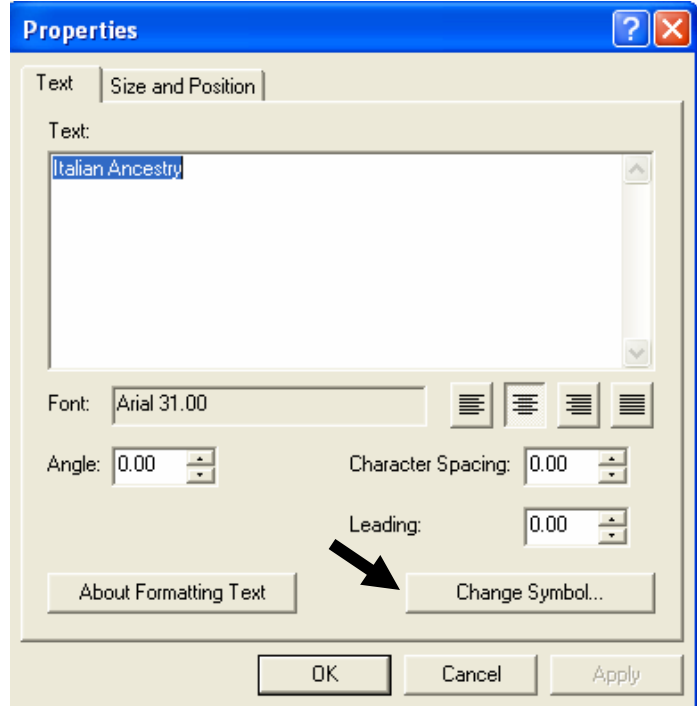 Properties
Text Size and Position
Text:
Italian Ancestry
Font: Arial 31.00
Angle: 0.00 Character Spacing: 0.00
Leading: 0.00
About Formatting Text Change Symbol...
OK Cancel Apply